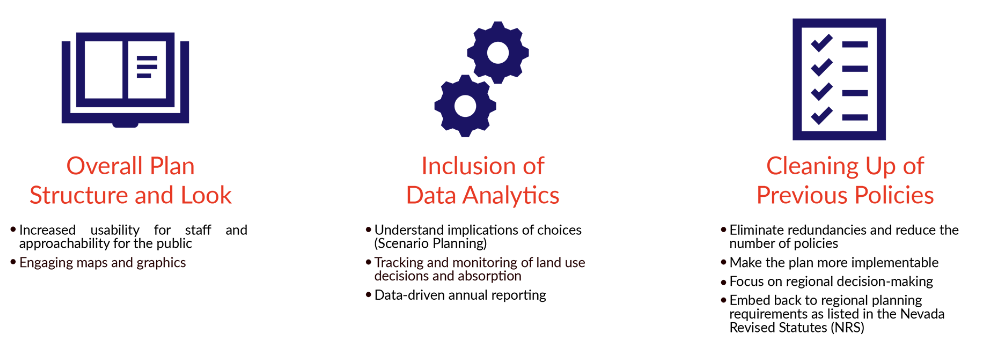 Overall Plan
Structure and Look
• Increased usability for staff and
approachability for the public
• Engaging maps and graphics
Inclusion of
Data Analytics
• Understand implications of choices
(Scenario Planning)
• Tracking and monitoring of land use
decisions and absorption
• Data-driven annual reporting
Cleaning Up of
Previous Policies
• Eliminate redundancies and reduce the
number of policies
• Make the plan more implementable
• Focus on regional decision-making
• Embed back to regional planning
requirements as listed in the Nevada
Revised Statutes (NRS)